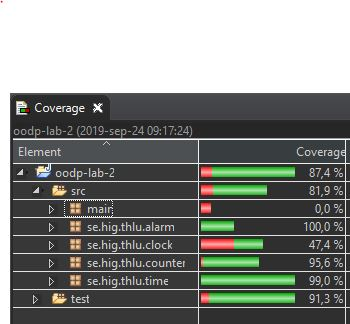 Coverage
oodp-lab-2 (2019-sep-24 09:17:24)
Element Coverage
oodp-lab-2 87,4 %
src 81,9 %
main 0,0 %
se.hig.thlu.alarm 100,0 %
se.hig.thlu.clock 47,4 %
se.hig.thlu.counter 95,6 %
se.hig.thlu.time 99,0 %
test 91,3 %